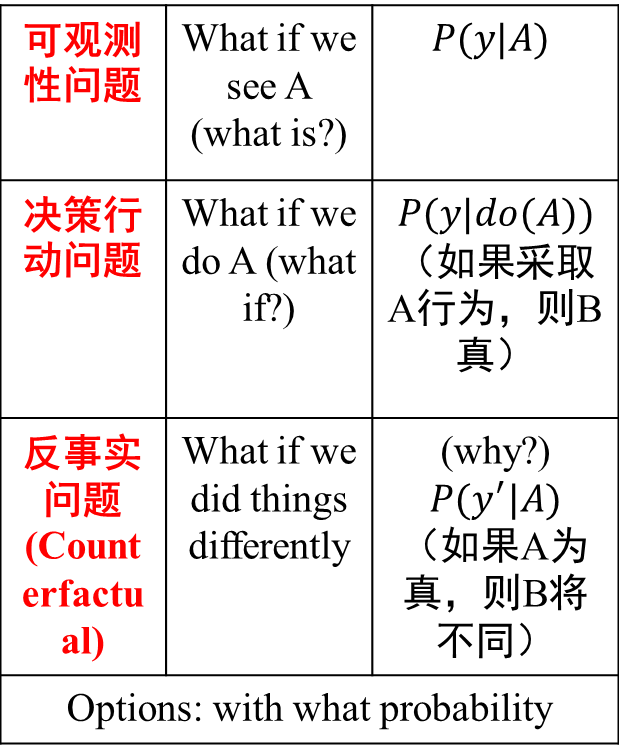 可观测
性问题
What if we
see A
(what is?)
P(y|A)
决策行
动问题
What if we
do A (what
if?)
P(y|do(A))
（如果采取
A行为，则B
真）
反事实
问题
(Count
erfactu
al)
What if we
did things
differently
(why?)
P(y′|A)
（如果A为
真，则B将
不同）
Options: with what probability